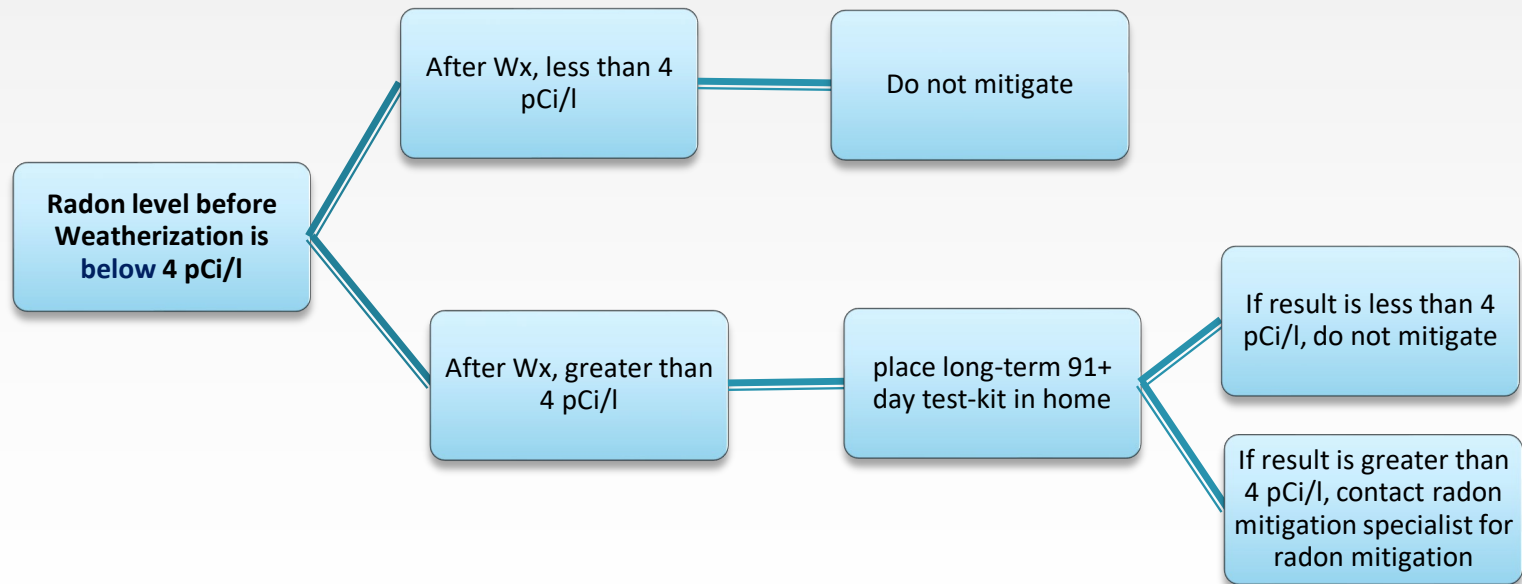 Radon level before
Weatherization is
below 4 pCi/l
After Wx, less than 4
pCi/l
Do not mitigate
After Wx, greater than
4 pCi/l
place long-term 91+
day test-kit in home
If result is less than 4
pCi/l, do not mitigate
If result is greater than
4 pCi/l, contact radon
mitigation specialist for
radon mitigation